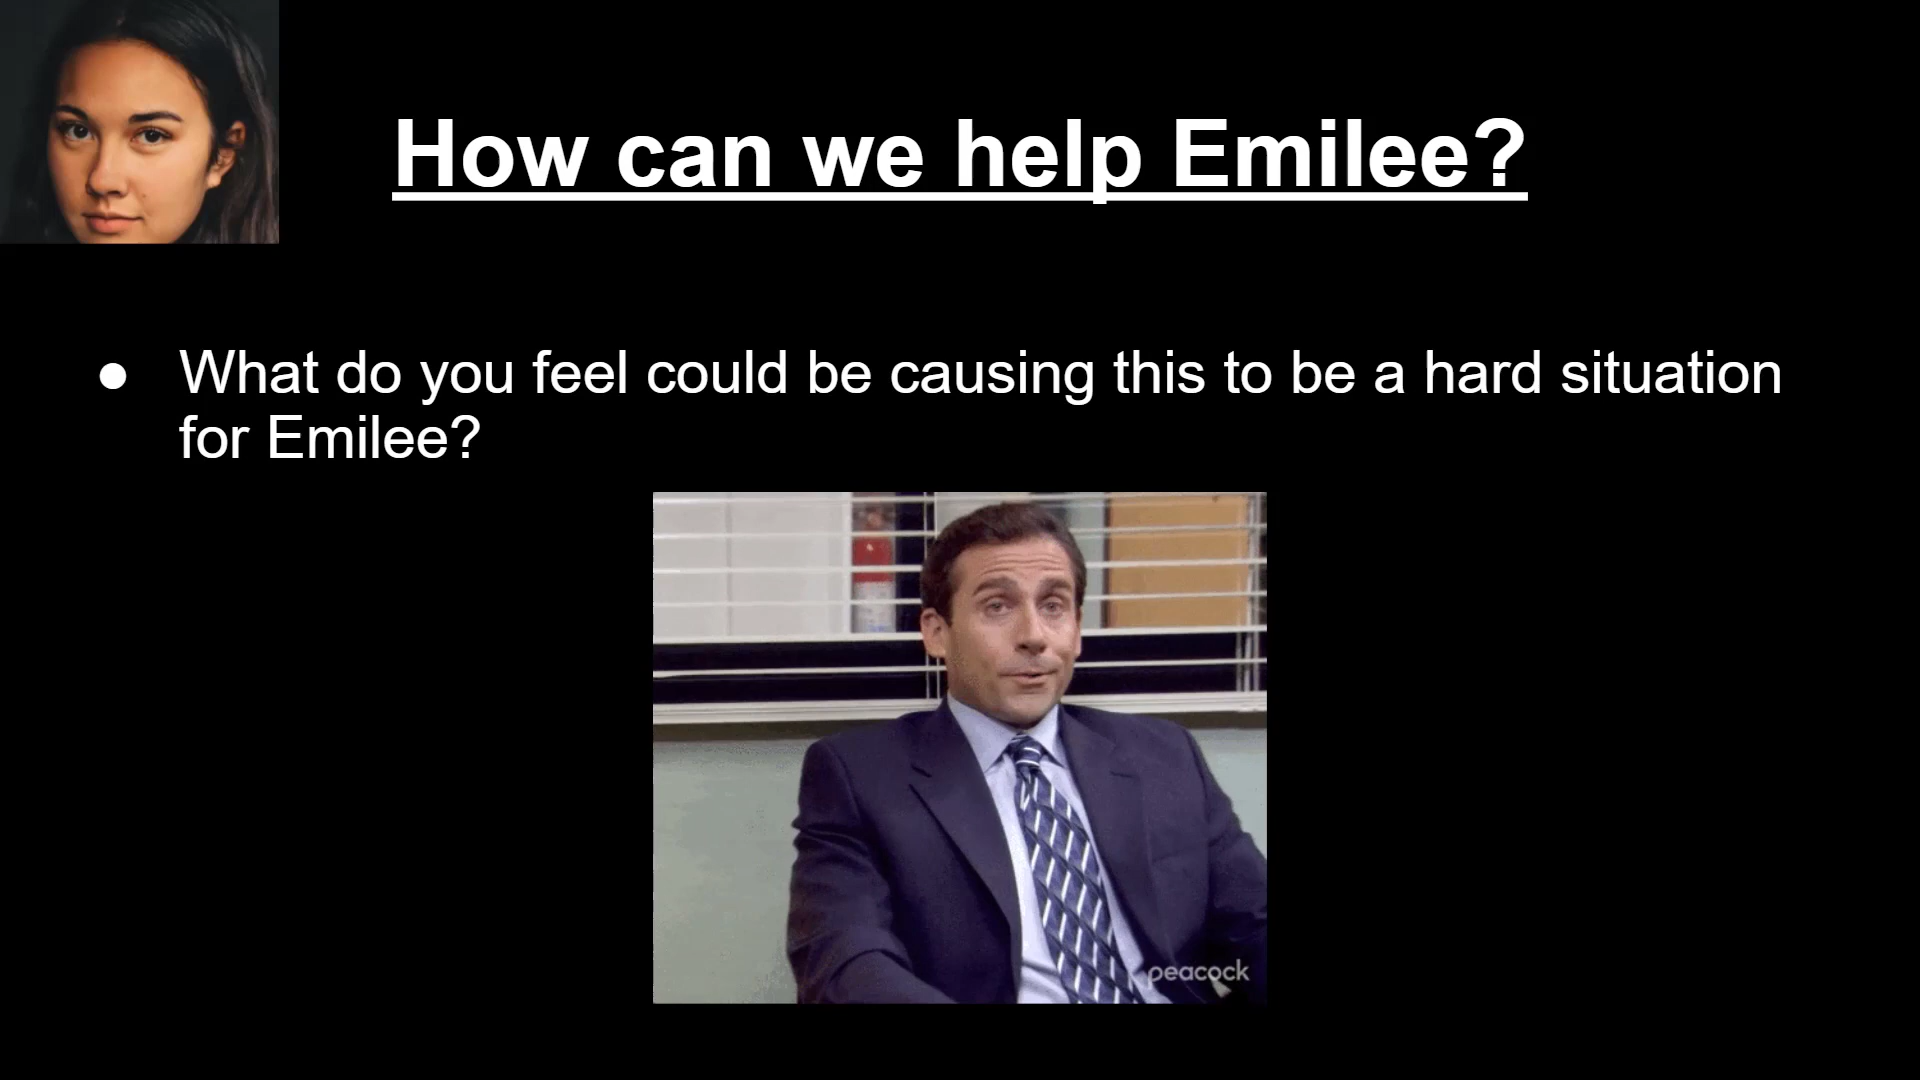 How can we help Emilee?
● What do you feel could be causing this to be a hard situation
for Emilee?
peacock